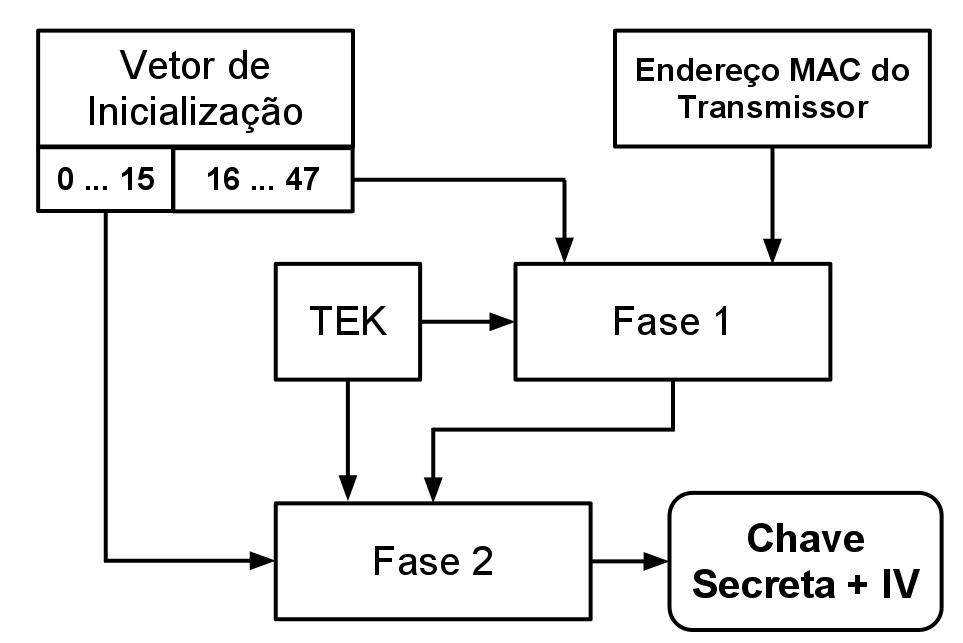 Vetor de
Inicialização
0 ... 15
16 ... 47
Endereço MAC do
Transmissor
TEK
Fase 1
Fase 2
Chave
Secreta + IV